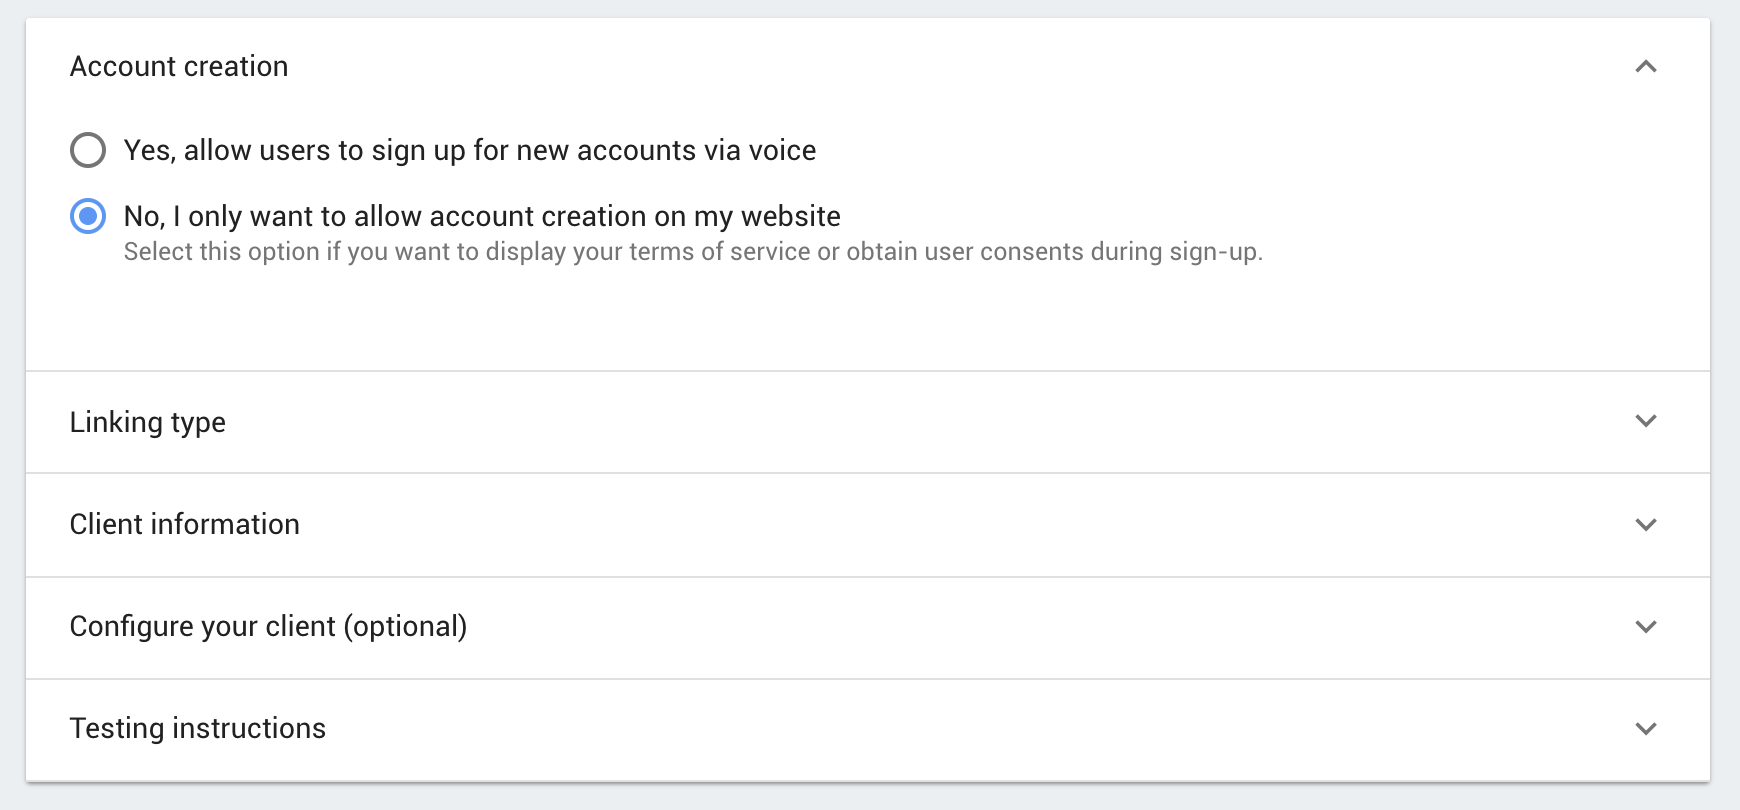 Account creation
Yes, allow users to sign up for new accounts via voice
No, I only want to allow account creation on my website
Select this option if you want to display your terms of service or obtain user consents during sign-up.
Linking type
Client information
Configure your client (optional)
Testing instructions